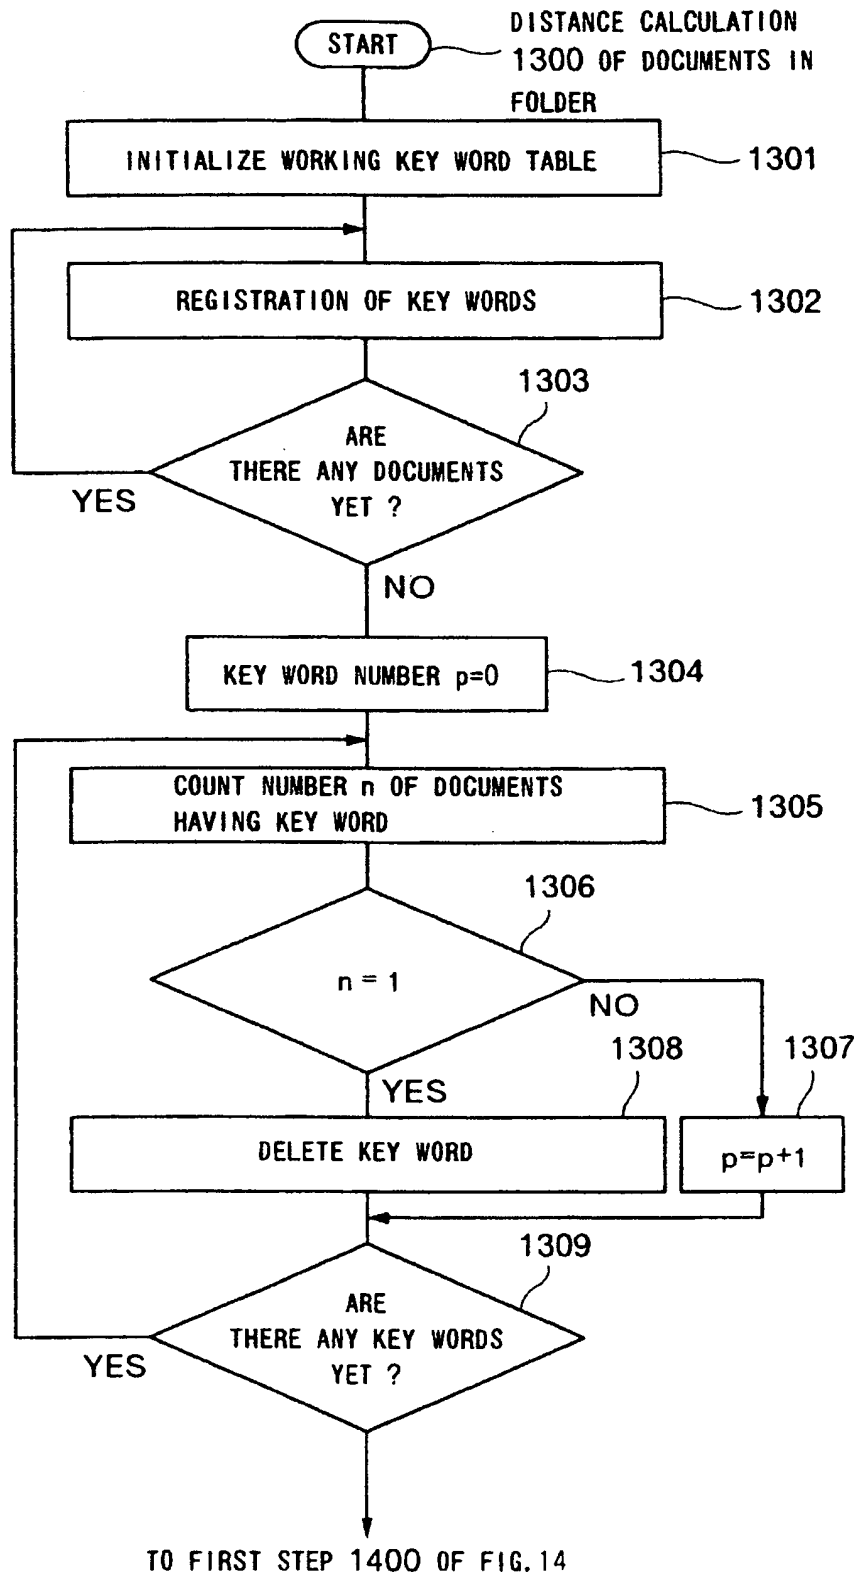 START
DISTANCE CALCULATION
1300 OF DOCUMENTS IN
FOLDER
INITIALIZE WORKING KEY WORD TABLE
1301
REGISTRATION OF KEY WORDS
1302
1303
ARE
THERE ANY DOCUMENTS
YET ?
YES
NO
KEY WORD NUMBER p=0
1304
COUNT NUMBER n OF DOCUMENTS
HAVING KEY WORD
1305
1306
n = 1
NO
YES
1308
1307
DELETE KEY WORD
p=p+1
1309
ARE
THERE ANY KEY WORDS
YET ?
YES
TO FIRST STEP 1400 OF FIG.14